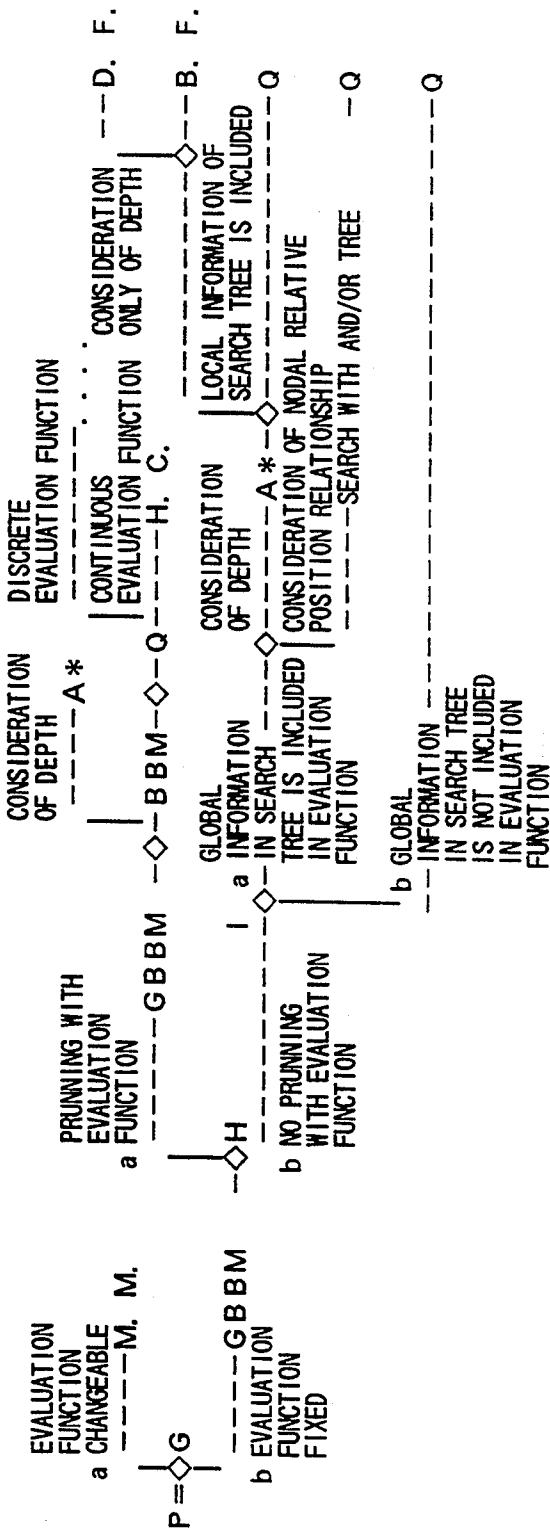 P = G
EVALUATION
FUNCTION
a CHANGEABLE
-----M. M.
-----GBBM
b EVALUATION
FUNCTION
FIXED
H
PRUNNING WITH
EVALUATION
a FUNCTION
-----GBBM
b NO PRUNNING
WITH EVALUATION
FUNCTION
CONSIDERATION
OF DEPTH
-----A*
BBM
Q
DISCRETE
EVALUATION FUNCTION
CONTINUOUS
EVALUATION FUNCTION
-----H. C.
I
GLOBAL
a INFORMATION
IN SEARCH
TREE IS INCLUDED
IN EVALUATION
FUNCTION
b GLOBAL
INFORMATION
IN SEARCH TREE
IS NOT INCLUDED
IN EVALUATION
FUNCTION
Q
CONSIDERATION
OF DEPTH
A*
CONSIDERATION OF NODAL RELATIVE
POSITION RELATIONSHIP
-----SEARCH WITH AND/OR TREE
--Q
LOCAL INFORMATION OF
SEARCH TREE IS INCLUDED
Q
CONSIDERATION
ONLY OF DEPTH
--D. F.
B. F.